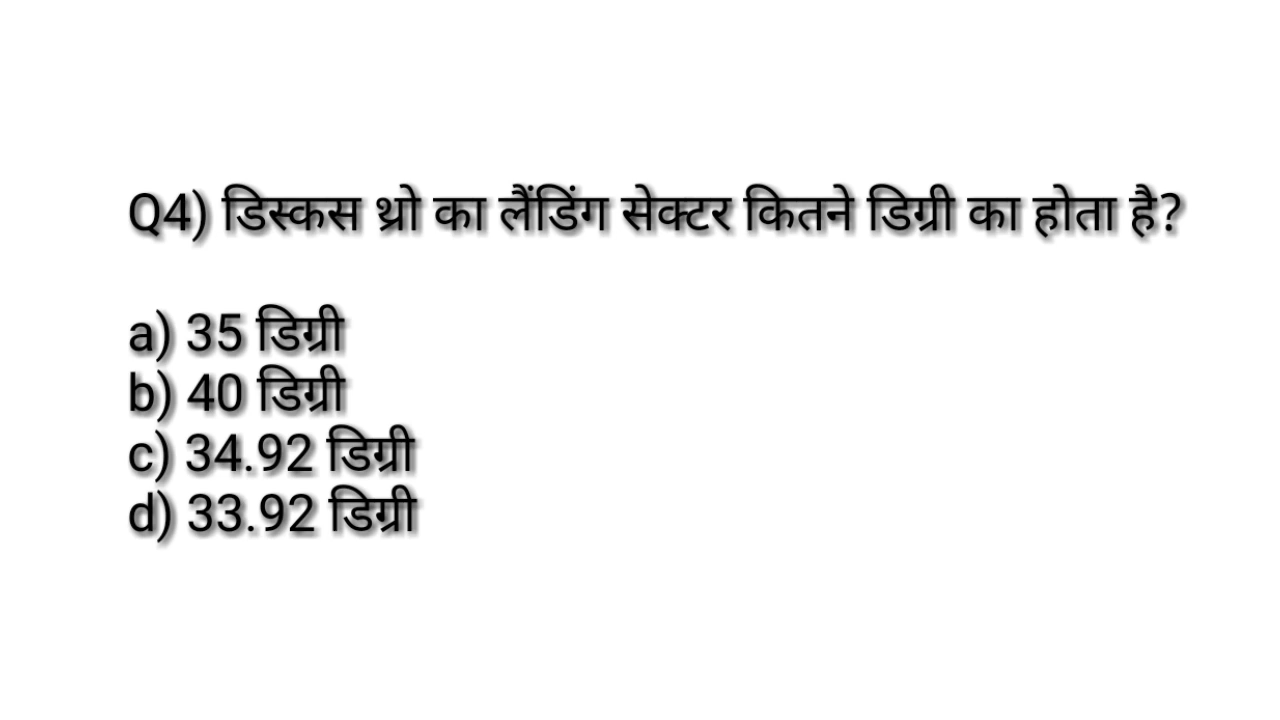 Q4) डिस्कस थ्रो का लैंडिंग सेक्टर कितने डिग्री का होता है?
a) 35 डिग्री
b) 40 डिग्री
c) 34.92 डिग्री
d) 33.92 डिग्री